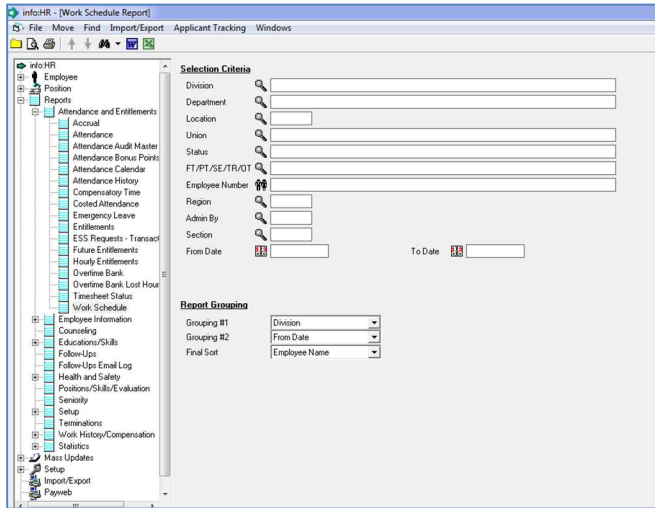 info:HR - [Work Schedule Report]
File Move Find Import/Export Applicant Tracking Windows
info:HR
Employee
Position
Reports
Attendance and Entitlements
Accrual
Attendance
Attendance Audit Master
Attendance Bonus Points
Attendance Calendar
Attendance History
Compensatory Time
Costed Attendance
Emergency Leave
Entitlements
ESS Requests - Transact
Future Entitlements
Hourly Entitlements
Overtime Bank
Overtime Bank Lost Hour
Timesheet Status
Work Schedule
Employee Information
Counseling
Educations/Skills
Follow-Ups
Follow-Ups Email Log
Health and Safety
Positions/Skills/Evaluation
Seniority
Setup
Terminations
Work History/Compensation
Statistics
Mass Updates
Setup
Import/Export
Payweb
Selection Criteria
Division
Department
Location
Union
Status
FT/PT/SE/TR/OT
Employee Number
Region
Admin By
Section
From Date To Date
Report Grouping
Grouping #1 Division
Grouping #2 From Date
Final Sort Employee Name